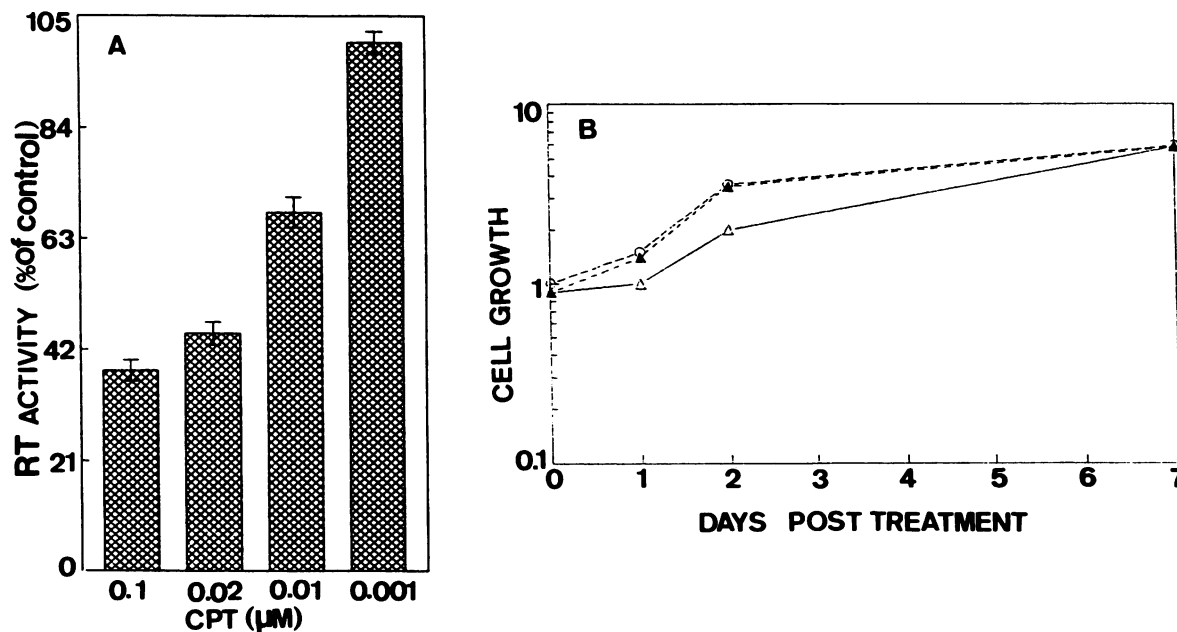 A
RT ACTIVITY (% of control)
105
84
63
42
21
0
0.1 0.02 0.01 0.001
CPT (µM)
B
CELL GROWTH
10
1
0.1
0 1 2 3 4 5 6 7
DAYS POST TREATMENT